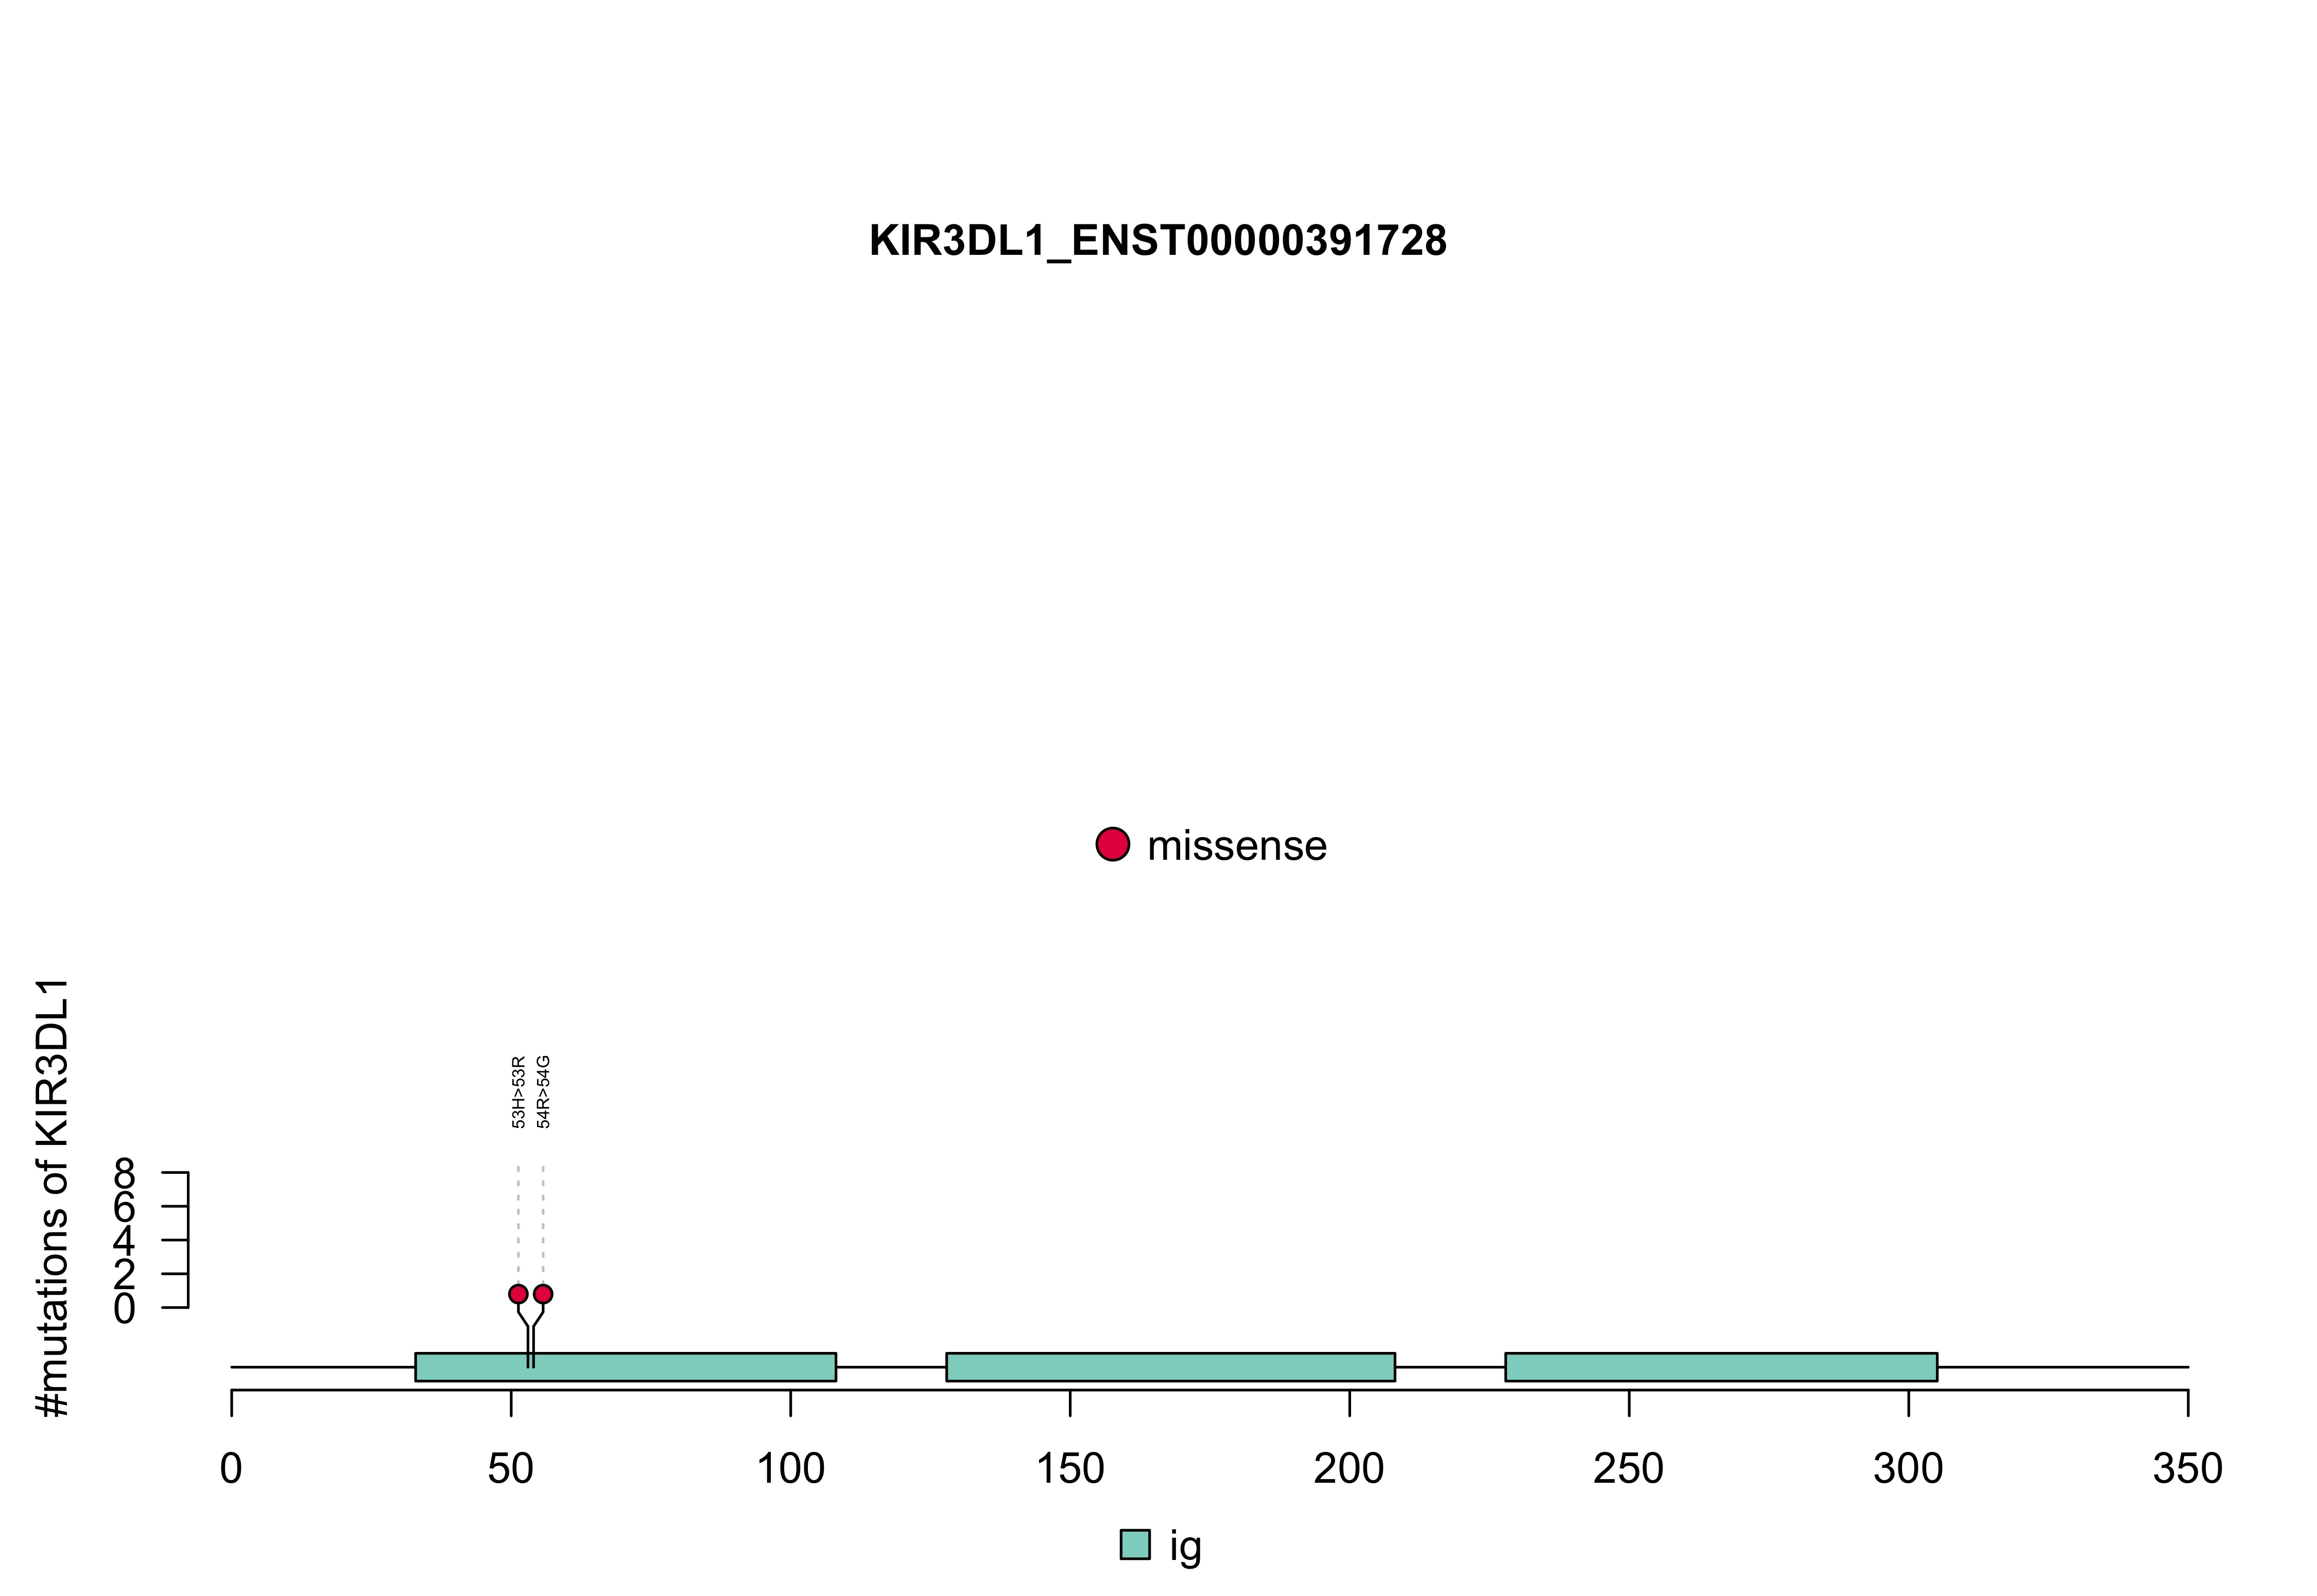 KIR3DL1_ENST00000391728
missense
#mutations of KIR3DL1
53H>53R
54R>54G
8
6
4
2
0
0 50 100 150 200 250 300 350
ig